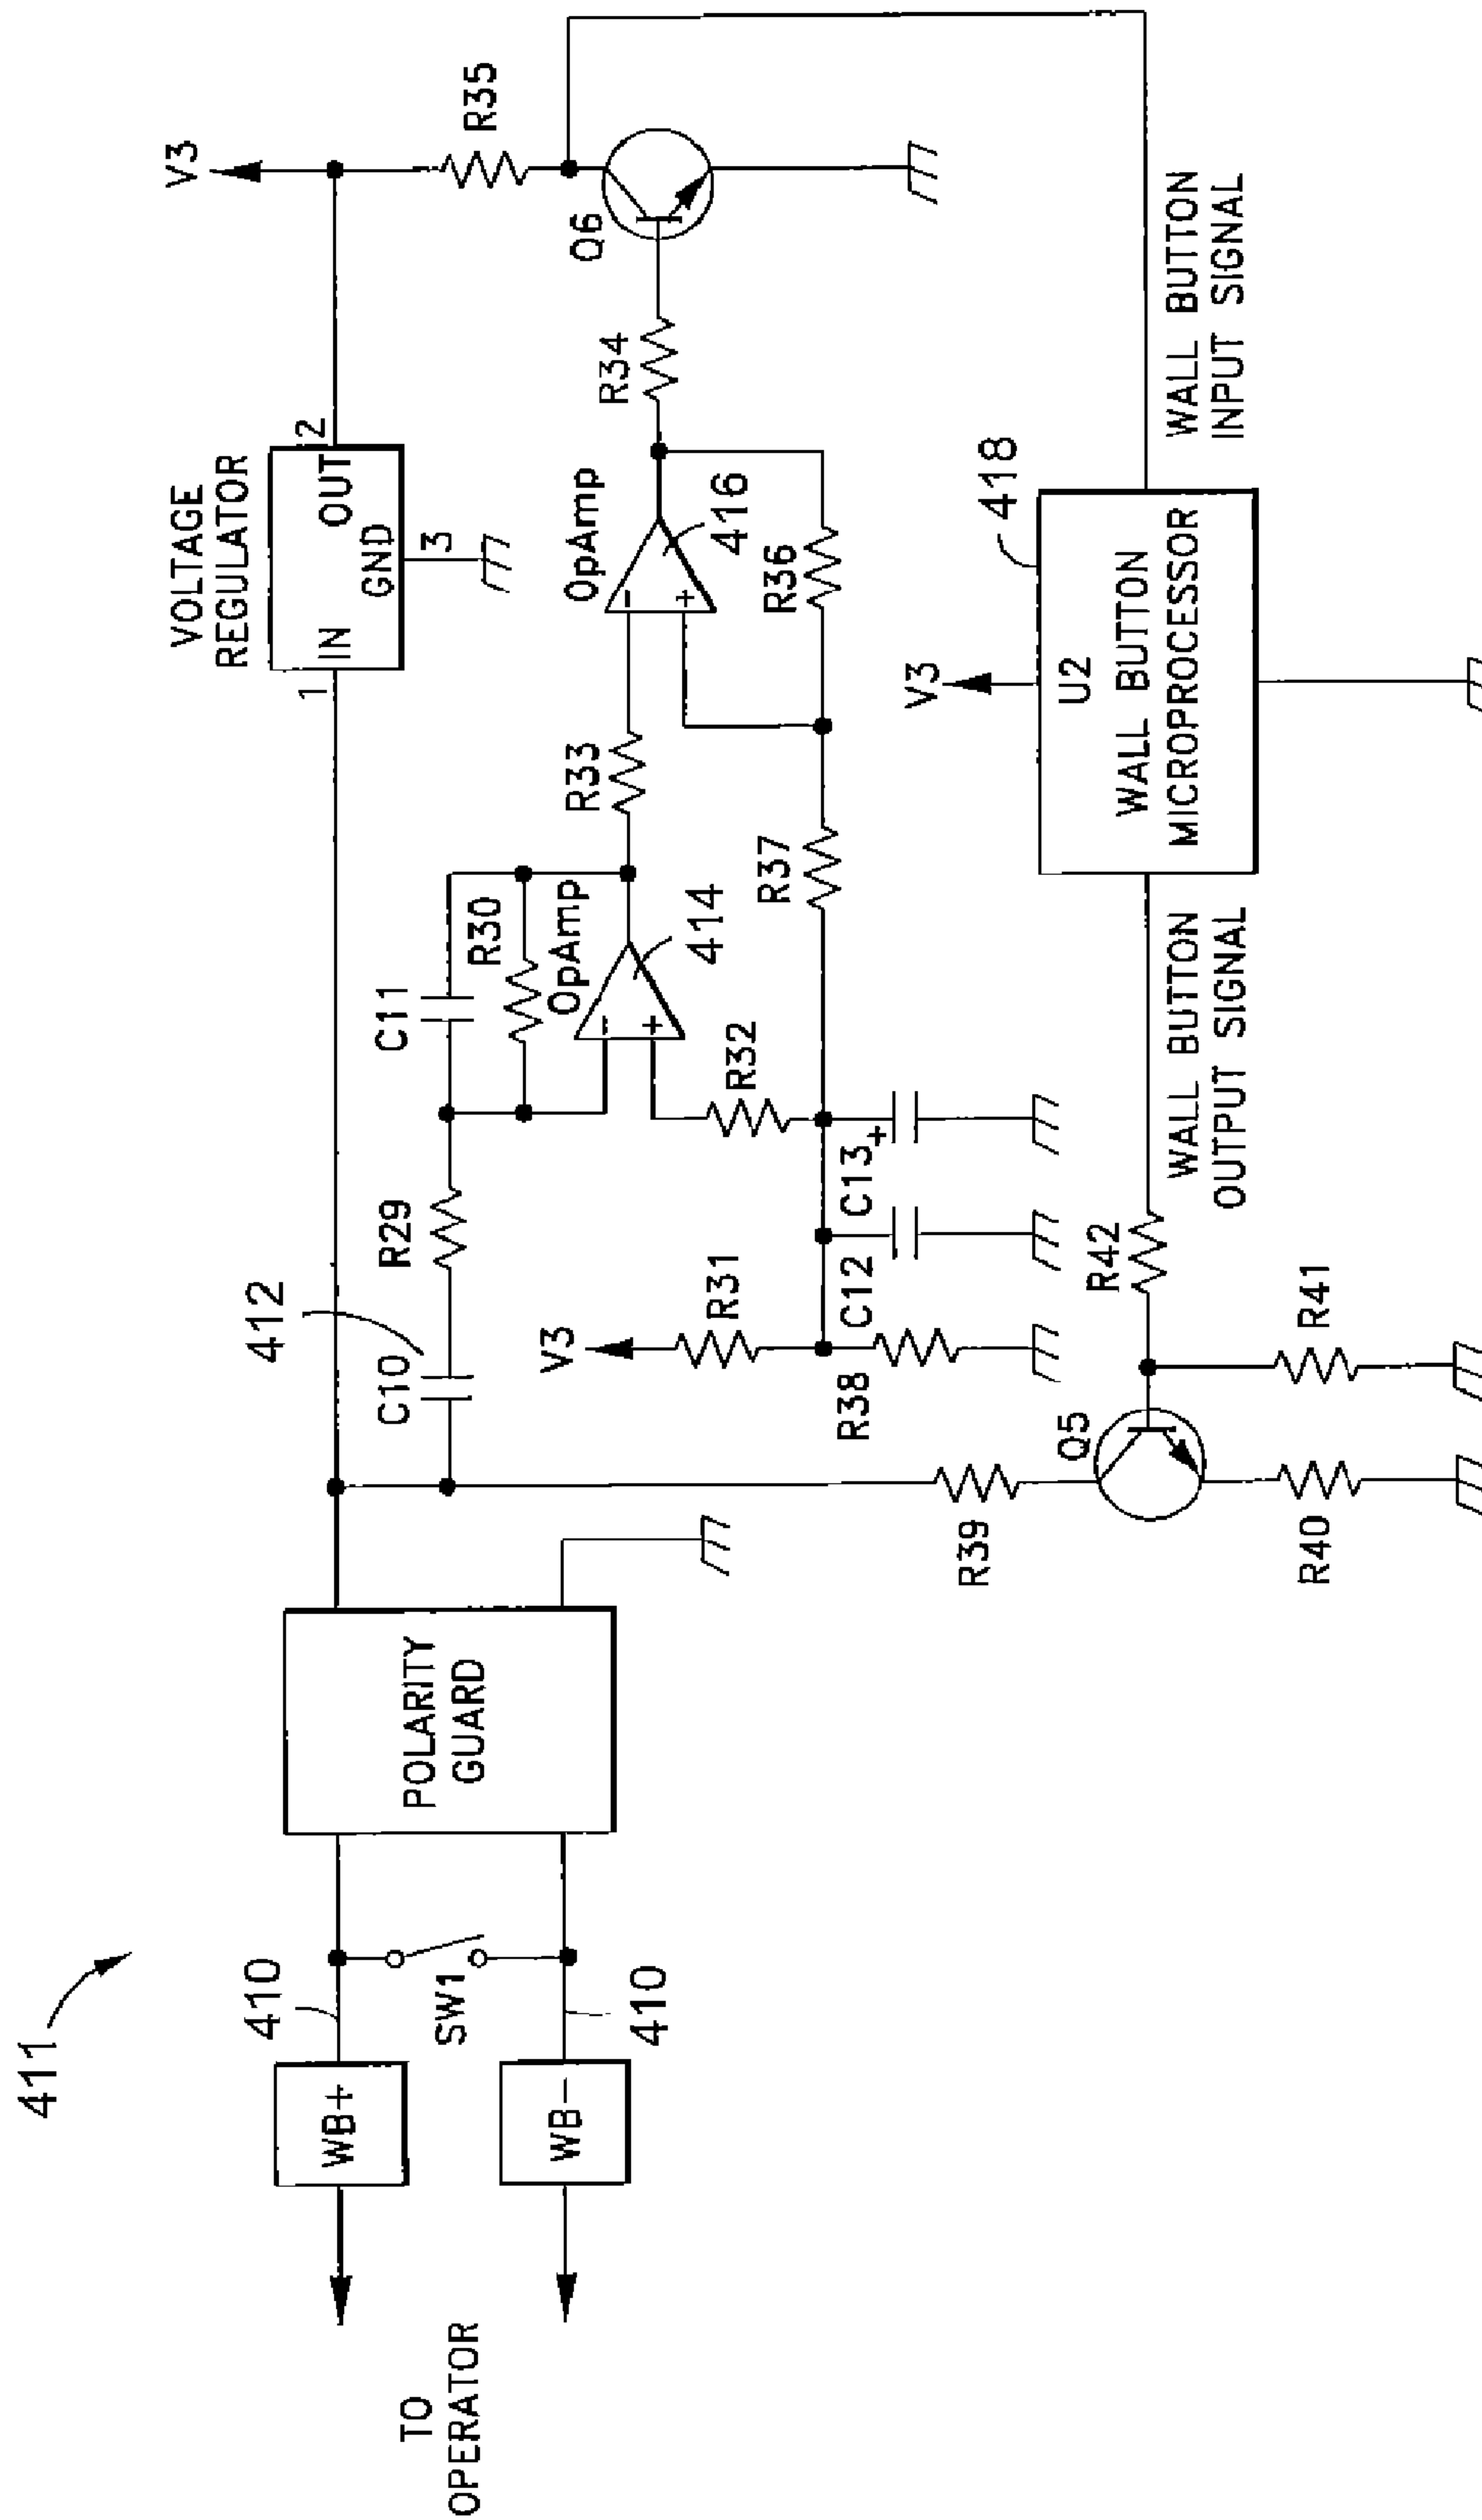 411
TO
OPERATOR
WB+
WB−
410
410
SW1
POLARITY
GUARD
412
C10
R29
C11
R30
OpAmp
414
R33
OpAmp
416
R34
Q6
R35
V3
VOLTAGE
REGULATOR
1
IN
OUT
2
GND
3
V3
R31
R32
R37
R36
R38
C12
C13
+
R39
Q5
R40
R41
R42
WALL BUTTON
OUTPUT SIGNAL
V3
418
U2
WALL BUTTON
MICROPROCESSOR
WALL BUTTON
INPUT SIGNAL
−
+
−
+